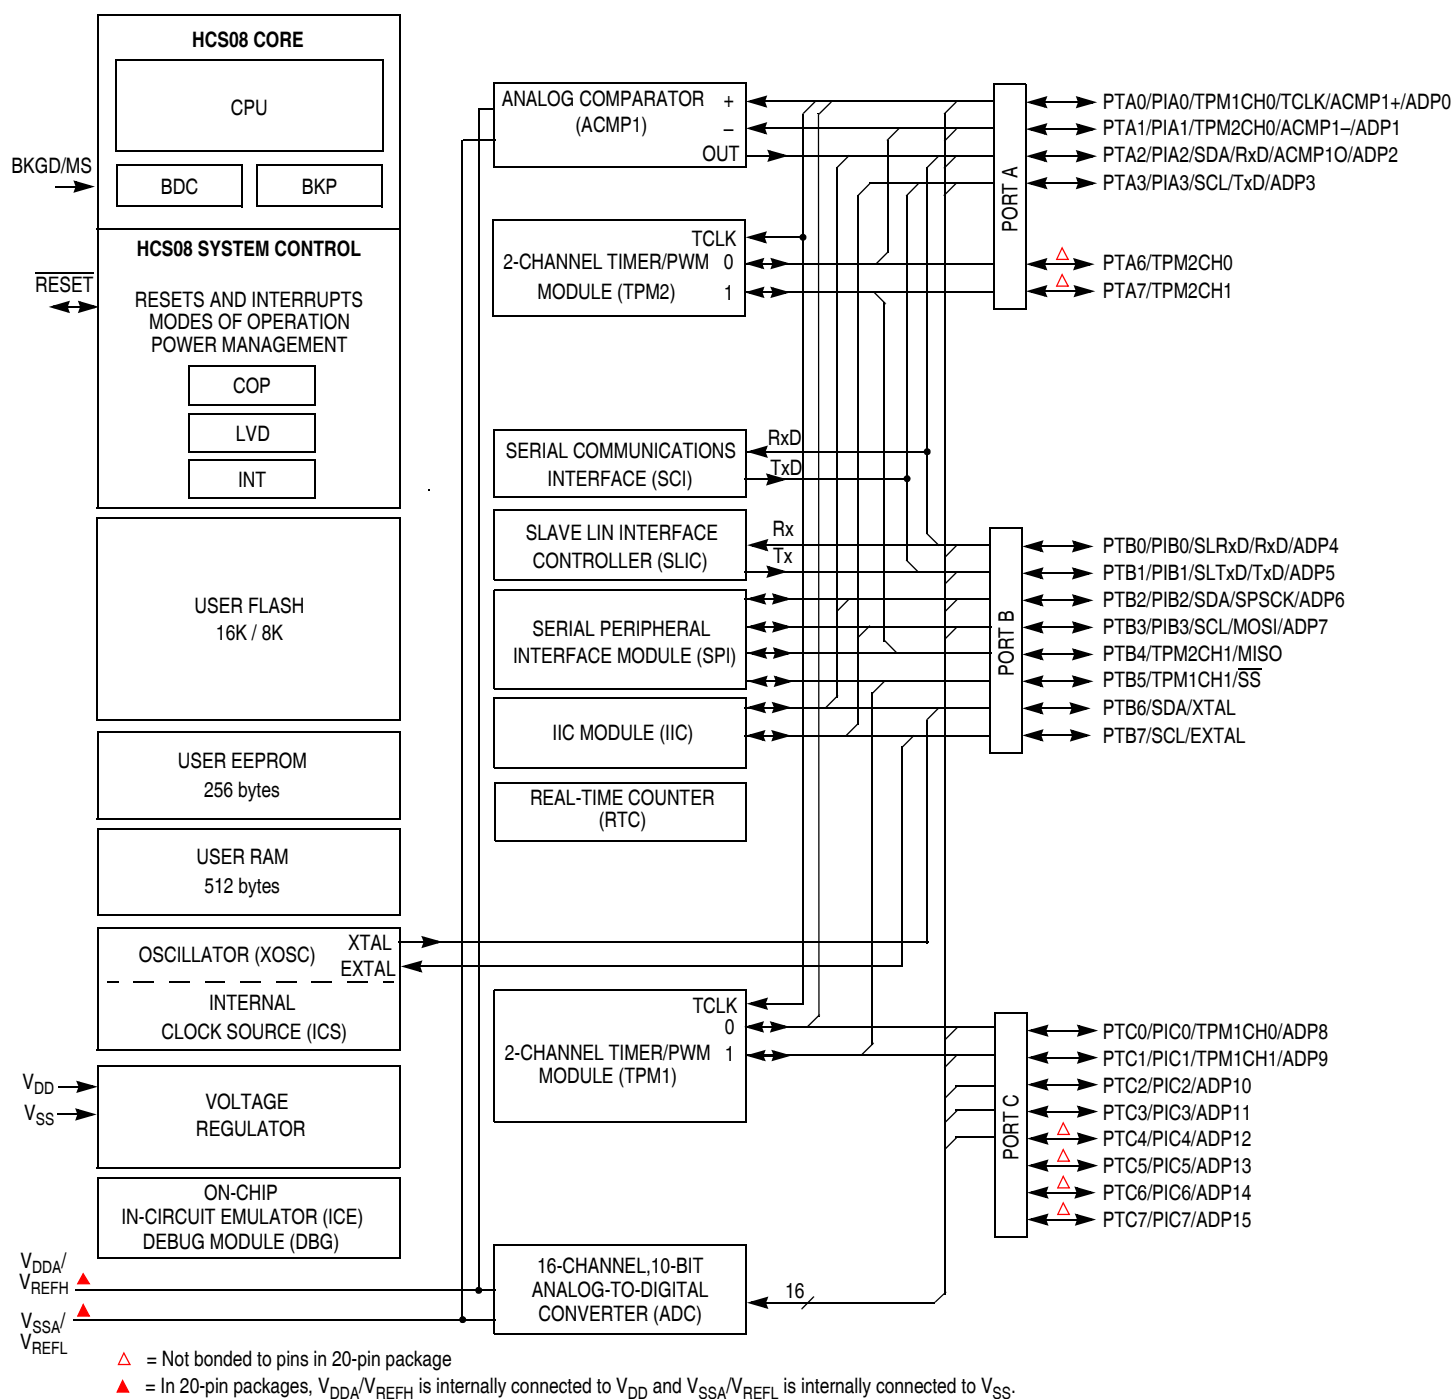 HCS08 CORE
CPU
BDC
BKP
BKGD/MS
HCS08 SYSTEM CONTROL
RESET
RESETS AND INTERRUPTS
MODES OF OPERATION
POWER MANAGEMENT
COP
LVD
INT
USER FLASH
16K / 8K
USER EEPROM
256 bytes
USER RAM
512 bytes
OSCILLATOR (XOSC)
XTAL
EXTAL
INTERNAL
CLOCK SOURCE (ICS)
VDD
VSS
VOLTAGE
REGULATOR
ON-CHIP
IN-CIRCUIT EMULATOR (ICE)
DEBUG MODULE (DBG)
VDDA/
VREFH
VSSA/
VREFL
ANALOG COMPARATOR
(ACMP1)
+
–
OUT
TCLK
2-CHANNEL TIMER/PWM 0
MODULE (TPM2) 1
SERIAL COMMUNICATIONS
INTERFACE (SCI)
RxD
TxD
SLAVE LIN INTERFACE
CONTROLLER (SLIC)
Rx
Tx
SERIAL PERIPHERAL
INTERFACE MODULE (SPI)
IIC MODULE (IIC)
REAL-TIME COUNTER
(RTC)
TCLK
0
2-CHANNEL TIMER/PWM 1
MODULE (TPM1)
16-CHANNEL,10-BIT
ANALOG-TO-DIGITAL
CONVERTER (ADC)
16
PORT A
PTA0/PIA0/TPM1CH0/TCLK/ACMP1+/ADP0
PTA1/PIA1/TPM2CH0/ACMP1–/ADP1
PTA2/PIA2/SDA/RxD/ACMP1O/ADP2
PTA3/PIA3/SCL/TxD/ADP3
PTA6/TPM2CH0
PTA7/TPM2CH1
PORT B
PTB0/PIB0/SLRxD/RxD/ADP4
PTB1/PIB1/SLTxD/TxD/ADP5
PTB2/PIB2/SDA/SPSCK/ADP6
PTB3/PIB3/SCL/MOSI/ADP7
PTB4/TPM2CH1/MISO
PTB5/TPM1CH1/SS
PTB6/SDA/XTAL
PTB7/SCL/EXTAL
PORT C
PTC0/PIC0/TPM1CH0/ADP8
PTC1/PIC1/TPM1CH1/ADP9
PTC2/PIC2/ADP10
PTC3/PIC3/ADP11
PTC4/PIC4/ADP12
PTC5/PIC5/ADP13
PTC6/PIC6/ADP14
PTC7/PIC7/ADP15
△ = Not bonded to pins in 20-pin package
▲ = In 20-pin packages, VDDA/VREFH is internally connected to VDD and VSSA/VREFL is internally connected to VSS.